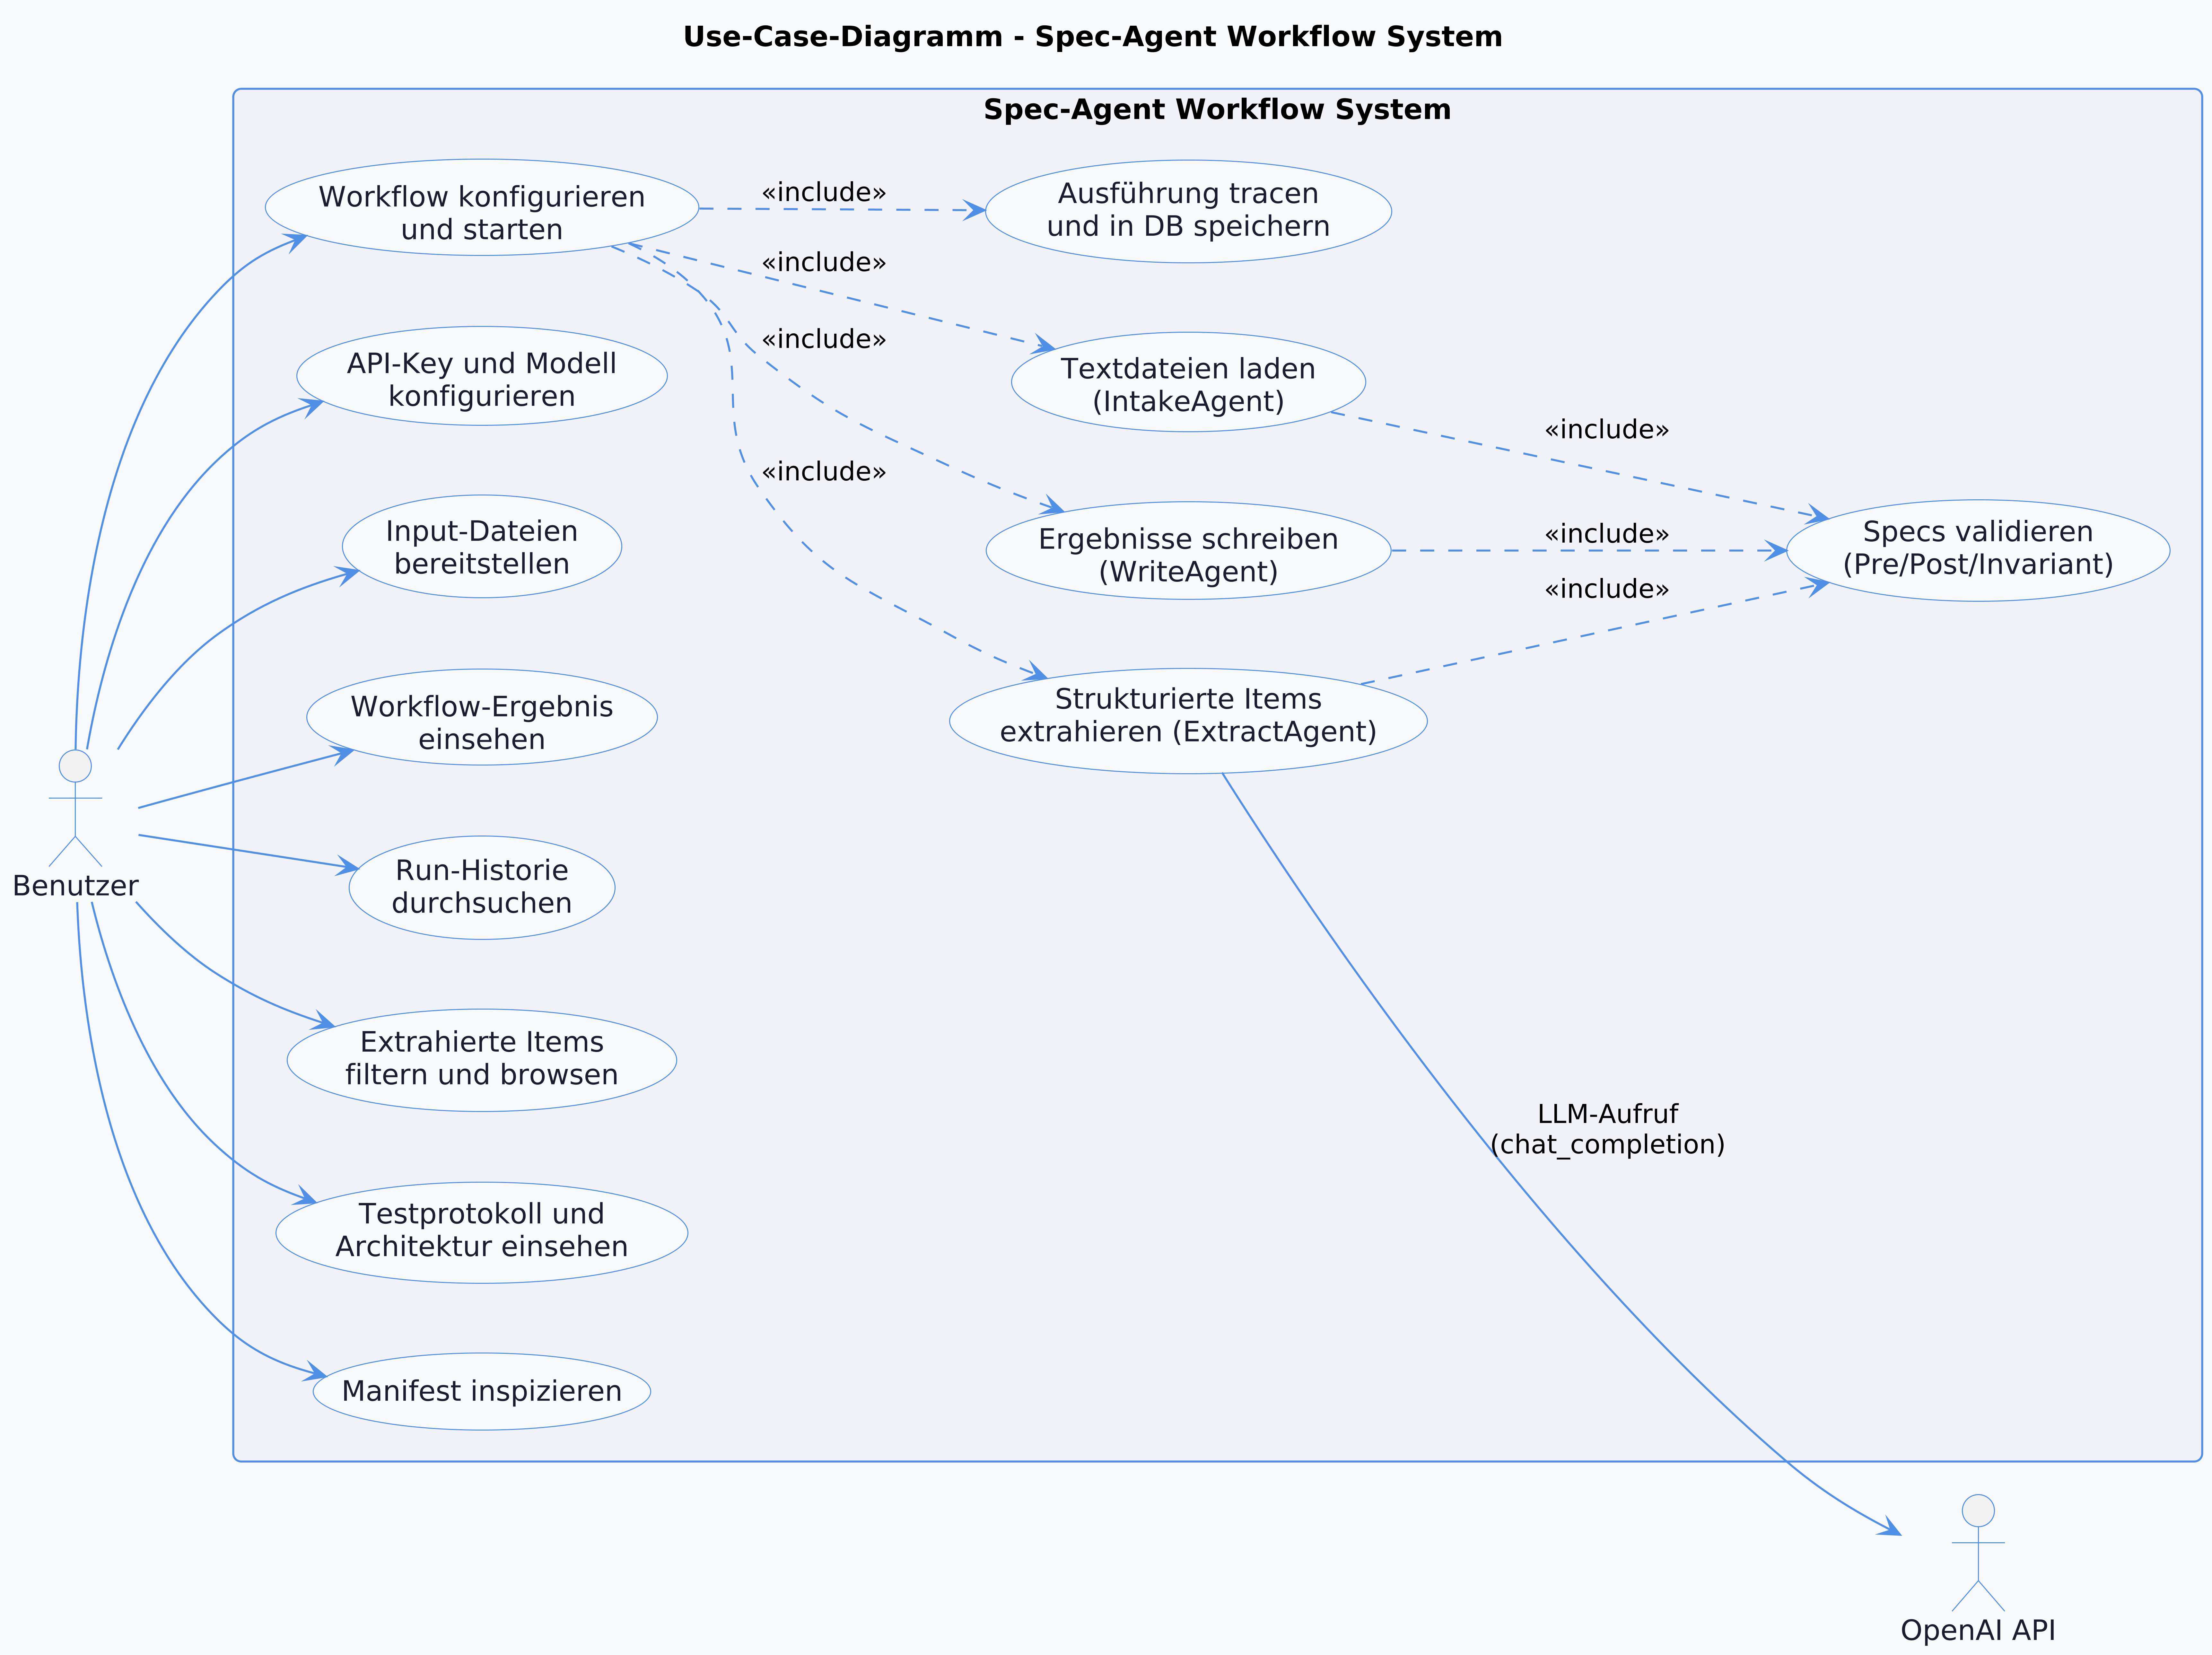 Use-Case-Diagramm - Spec-Agent Workflow System
Spec-Agent Workflow System
Workflow konfigurieren
und starten
«include»
Ausführung tracen
und in DB speichern
«include»
API-Key und Modell
konfigurieren
«include»
Textdateien laden
(IntakeAgent)
«include»
Input-Dateien
bereitstellen
«include»
Ergebnisse schreiben
(WriteAgent)
«include»
Specs validieren
(Pre/Post/Invariant)
«include»
Workflow-Ergebnis
einsehen
Strukturierte Items
extrahieren (ExtractAgent)
Benutzer
Run-Historie
durchsuchen
Extrahierte Items
filtern und browsen
LLM-Aufruf
(chat_completion)
Testprotokoll und
Architektur einsehen
Manifest inspizieren
OpenAI API